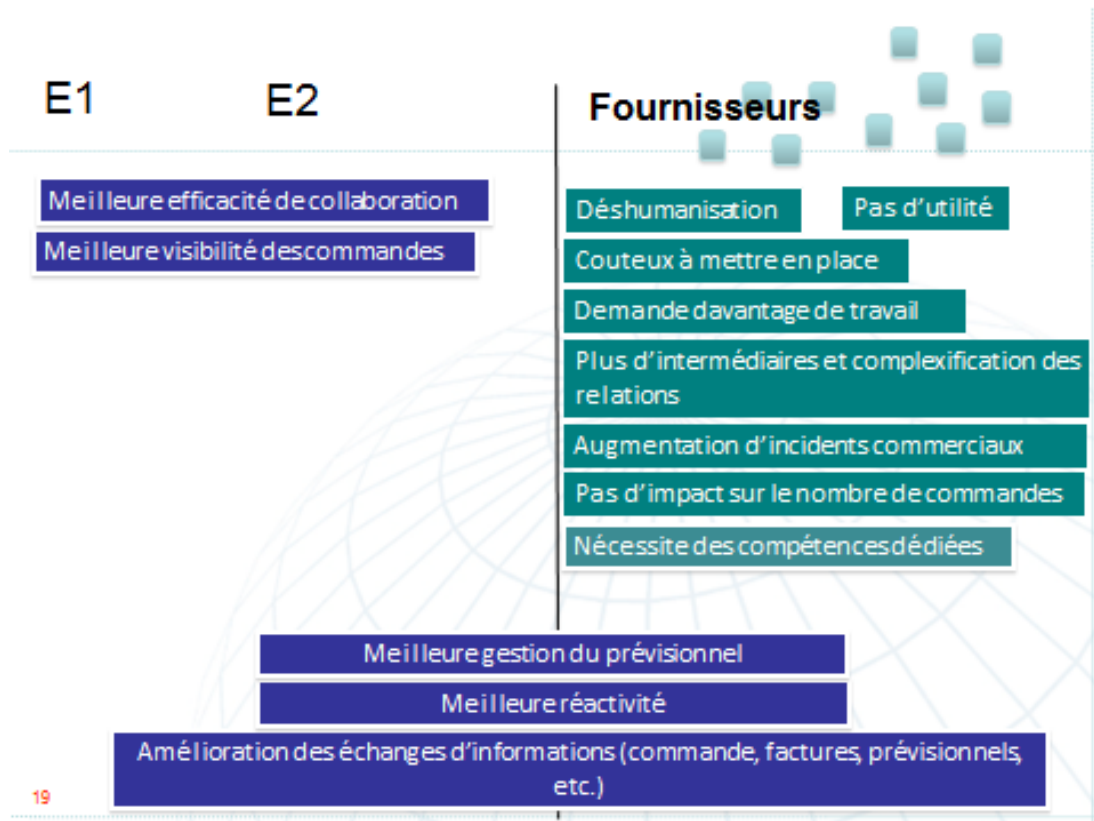 E1
E2
Fournisseurs
Meilleure efficacité de collaboration
Meilleure visibilité des commandes
Déshumanisation
Pas d'utilité
Couteux à mettre en place
Demande davantage de travail
Plus d'intermédiaires et complexification des
relations
Augmentation d'incidents commerciaux
Pas d'impact sur le nombre de commandes
Nécessite des compétences dédiées
Meilleure gestion du prévisionnel
Meilleure réactivité
Amélioration des échanges d'informations (commande, factures, prévisionnels,
etc.)
19